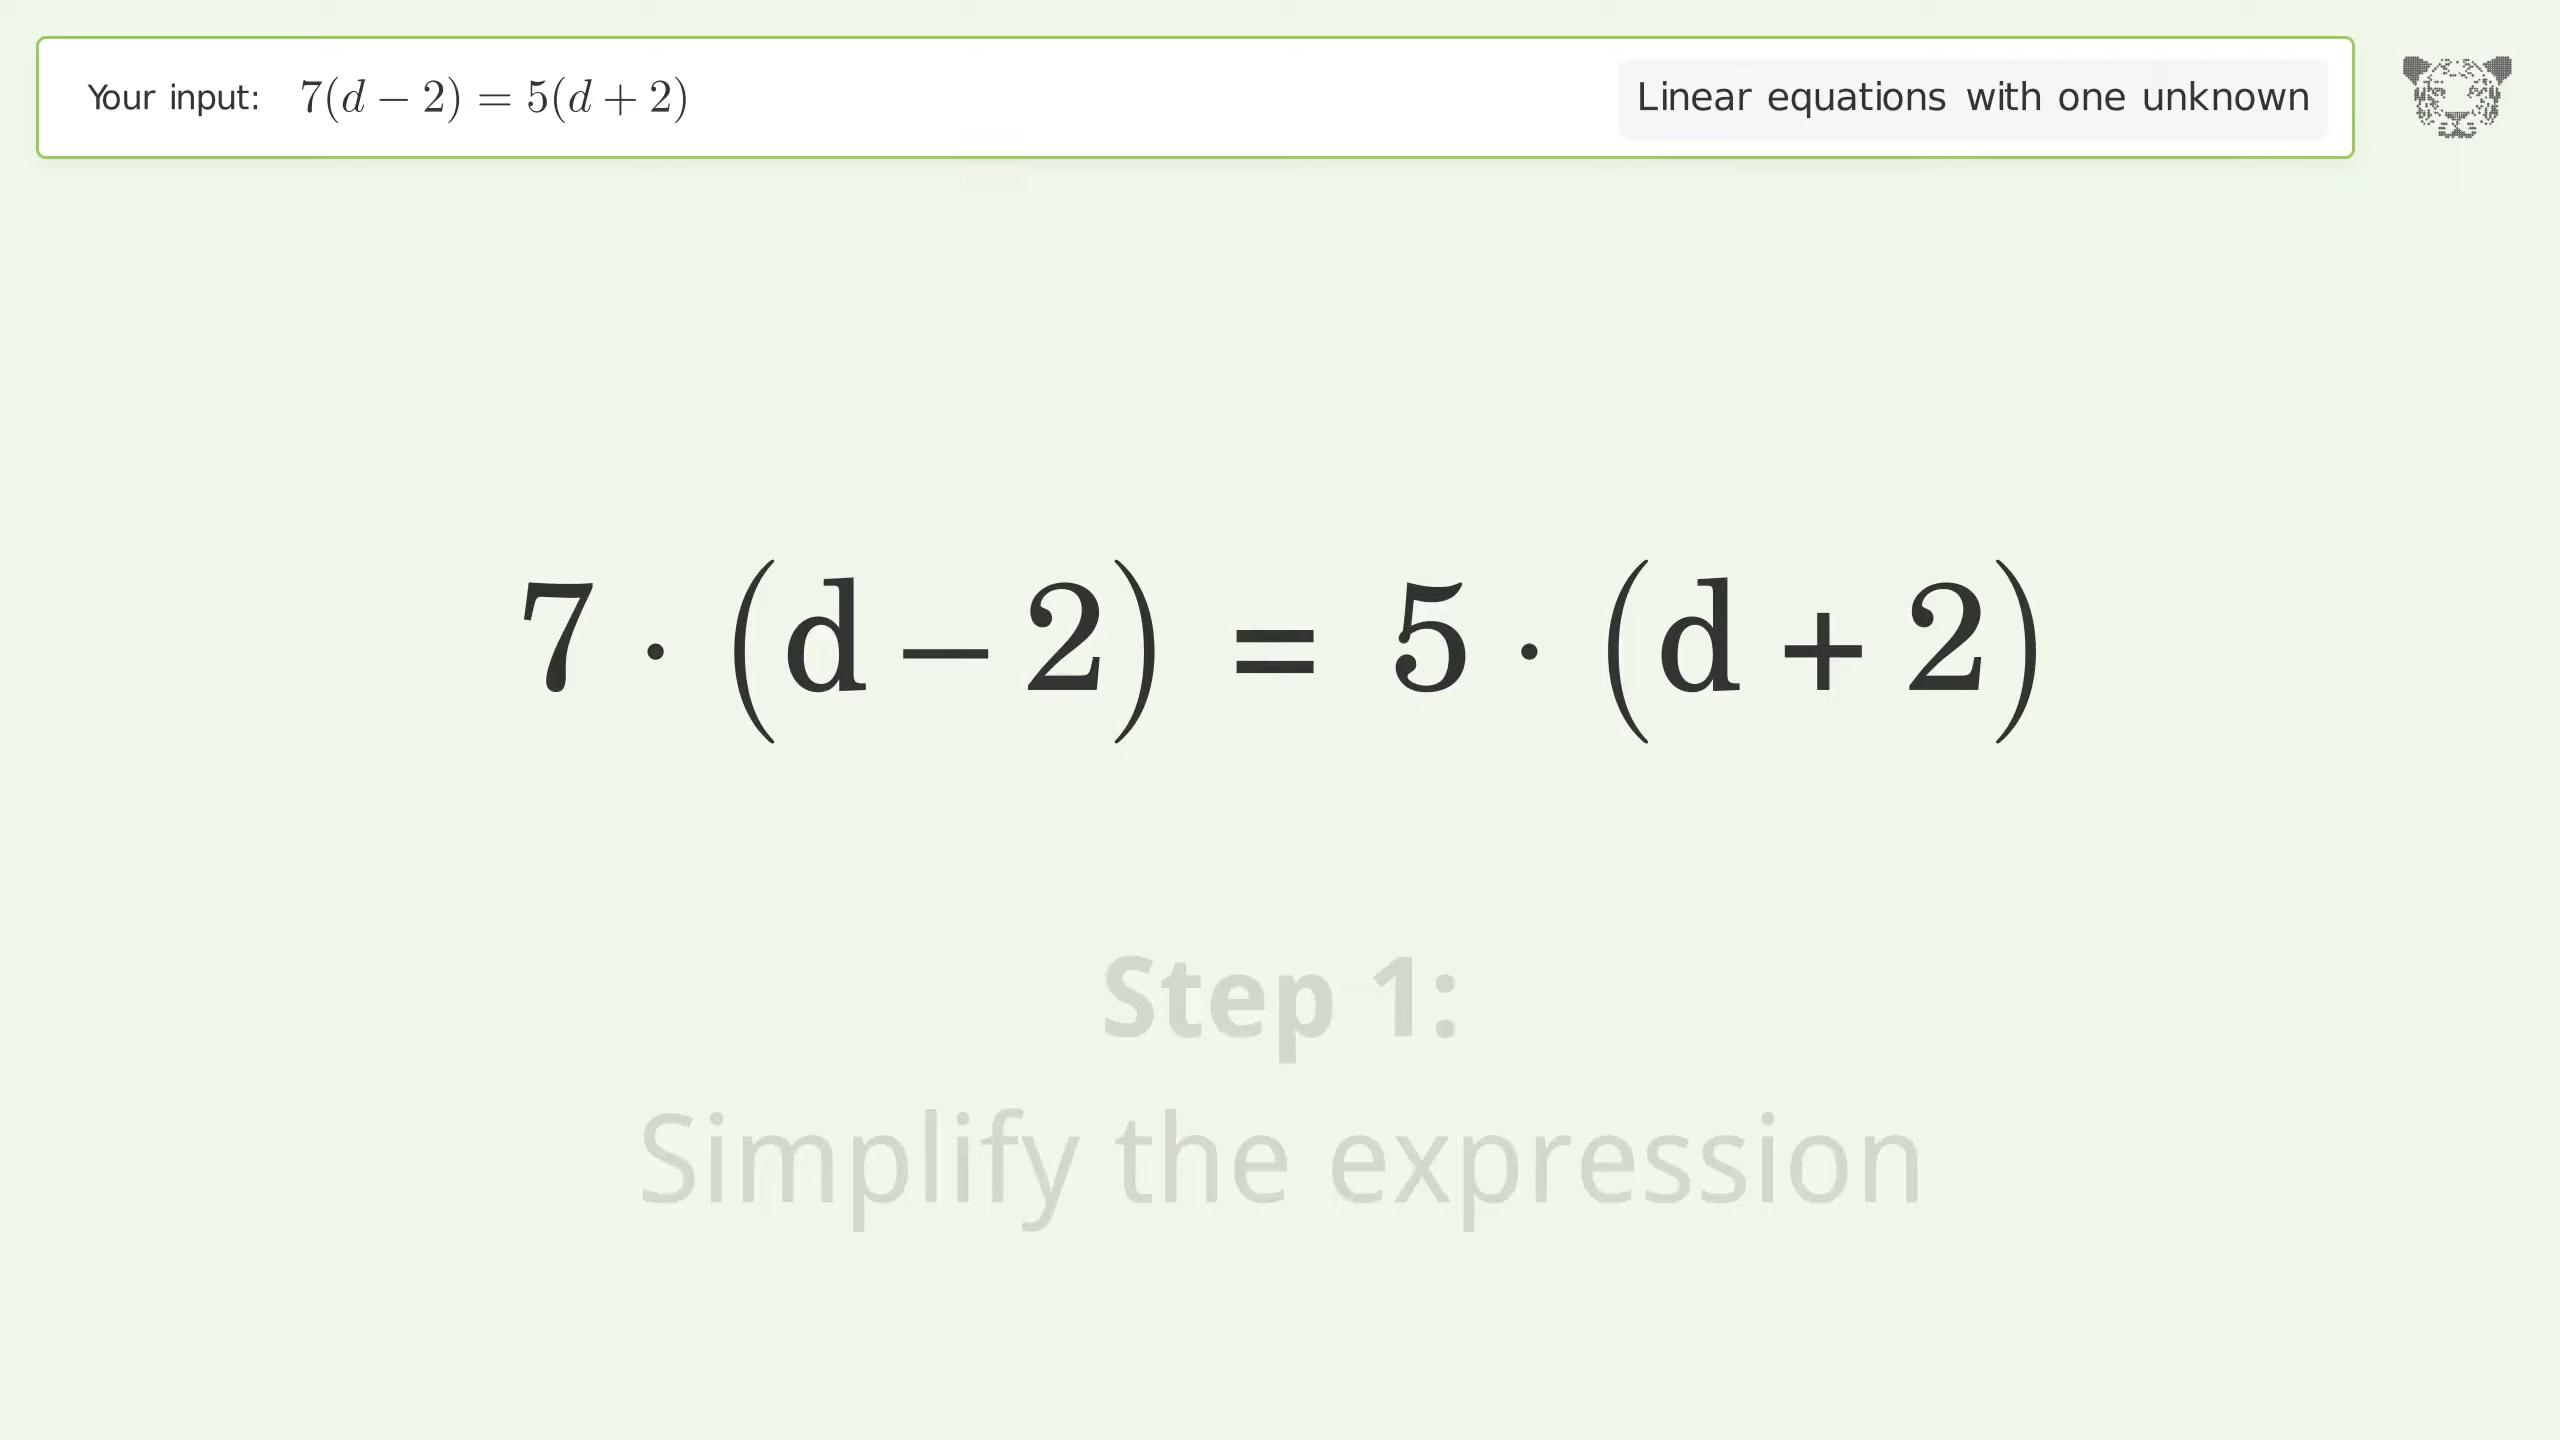 Your input: 7(d − 2) = 5(d + 2)
Linear equations with one unknown
7 · (d − 2) = 5 · (d + 2)
Step 1:
Simplify the expression